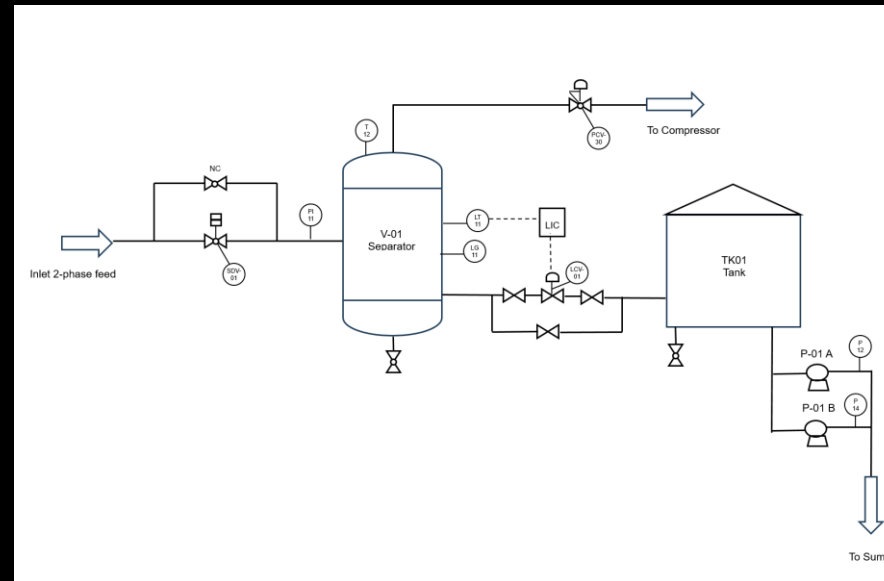 NC
SDV-
01
Inlet 2-phase feed
PI
11
T
12
V-01
Separator
LT
11
LG
11
LIC
LCV-
01
PCV-
30
To Compressor
TK01
Tank
P-01 A
P
12
P-01 B
P
14
To Sum